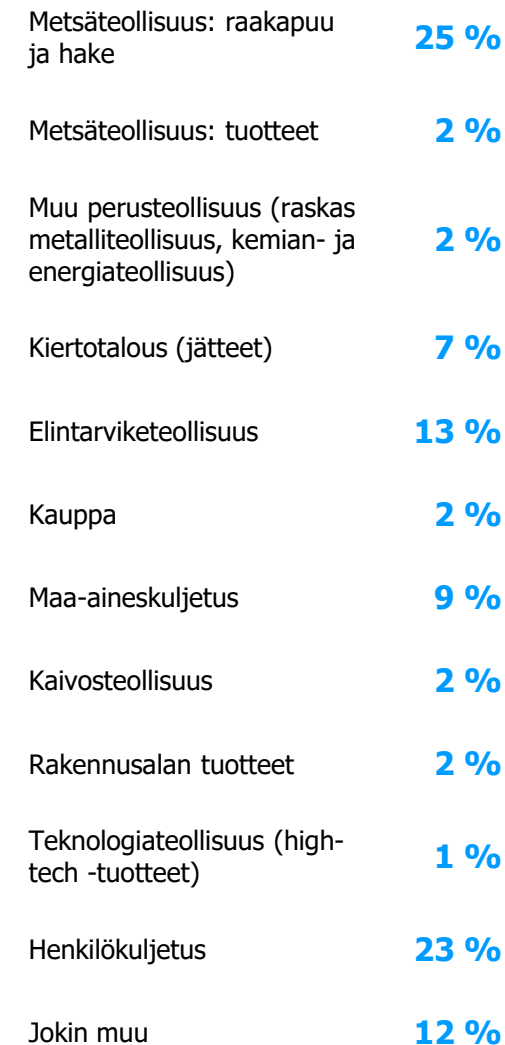 Metsäteollisuus: raakapuu
ja hake
25 %
Metsäteollisuus: tuotteet
2 %
Muu perusteollisuus (raskas
metalliteollisuus, kemian- ja
energiateollisuus)
2 %
Kiertotalous (jätteet)
7 %
Elintarviketeollisuus
13 %
Kauppa
2 %
Maa-aineskuljetus
9 %
Kaivosteollisuus
2 %
Rakennusalan tuotteet
2 %
Teknologiateollisuus (high-
tech -tuotteet)
1 %
Henkilökuljetus
23 %
Jokin muu
12 %